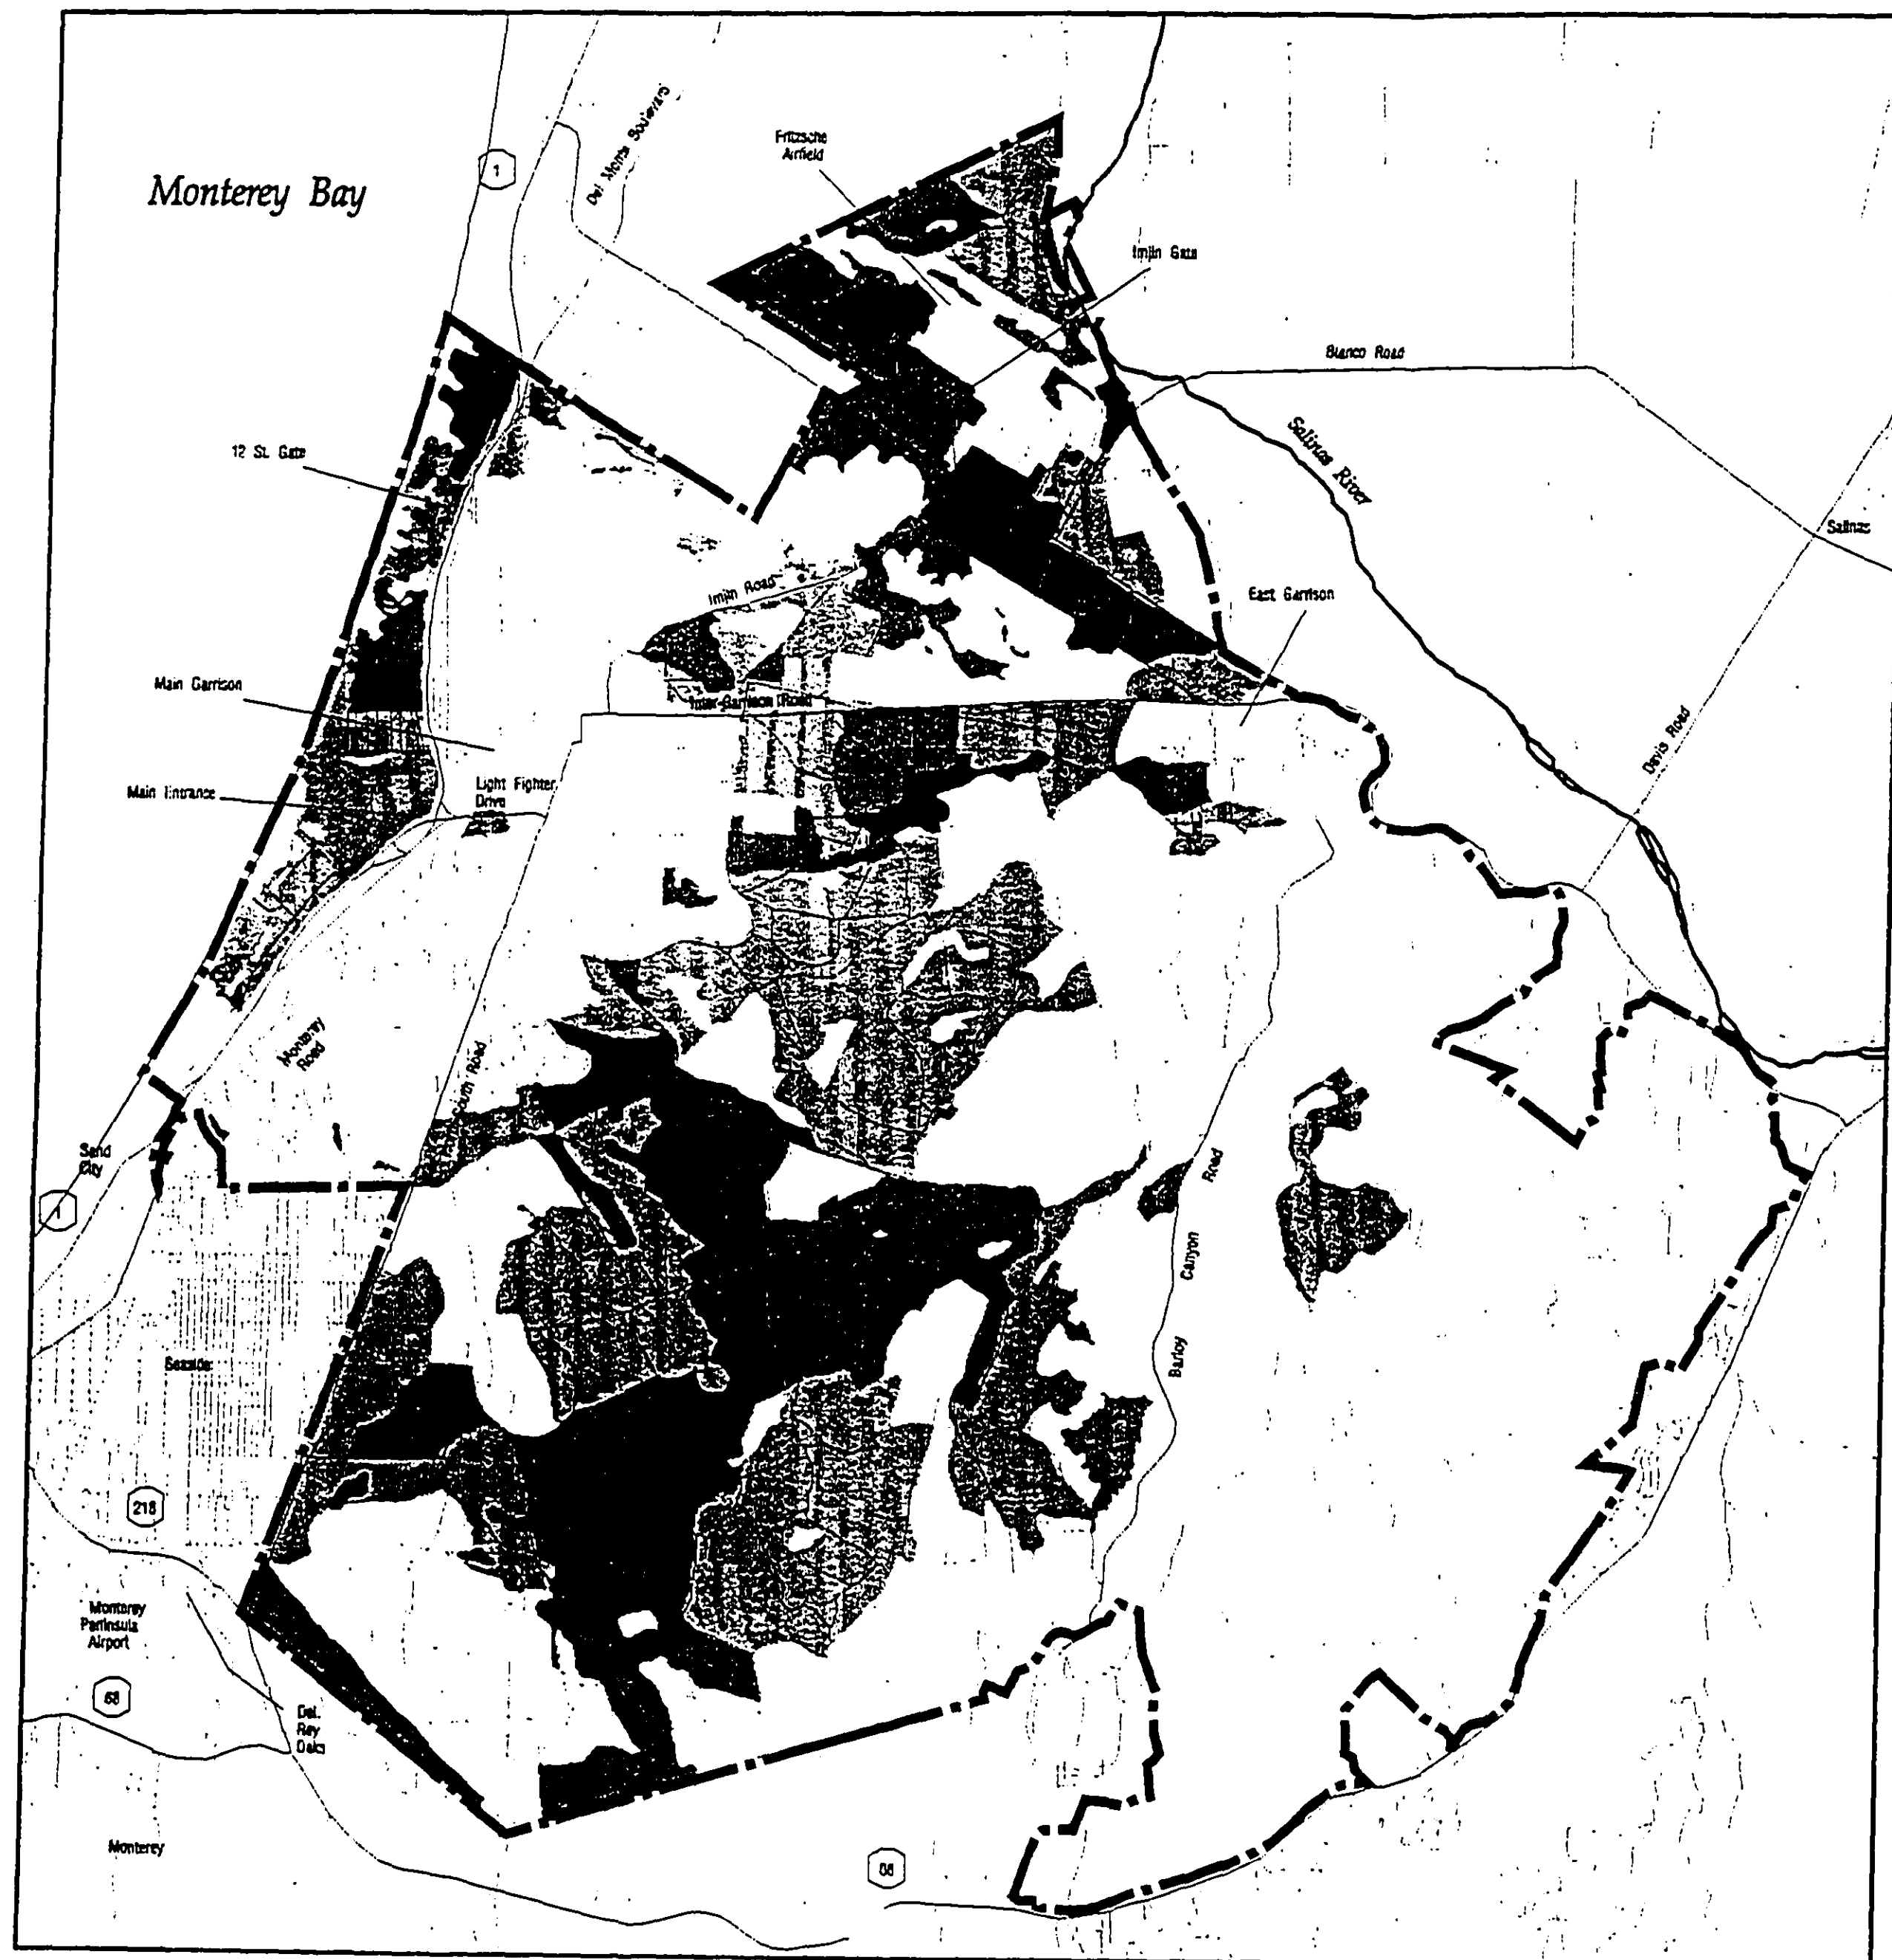 Monterey Bay
1
Del Monte Boulevard
Fritzsche
Airfield
Imjin Gate
Blanco Road
12 St. Gate
Salinas River
Salinas
Imjin Road
East Garrison
Main Garrison
Inter-Garrison Road
Davis Road
Main Entrance
Light Fighter
Drive
Monterey
Road
South Road
Sand
City
1
Barloy
Canyon
Road
Seaside
218
Monterey
Peninsula
Airport
68
Del
Rey
Oaks
Monterey
68